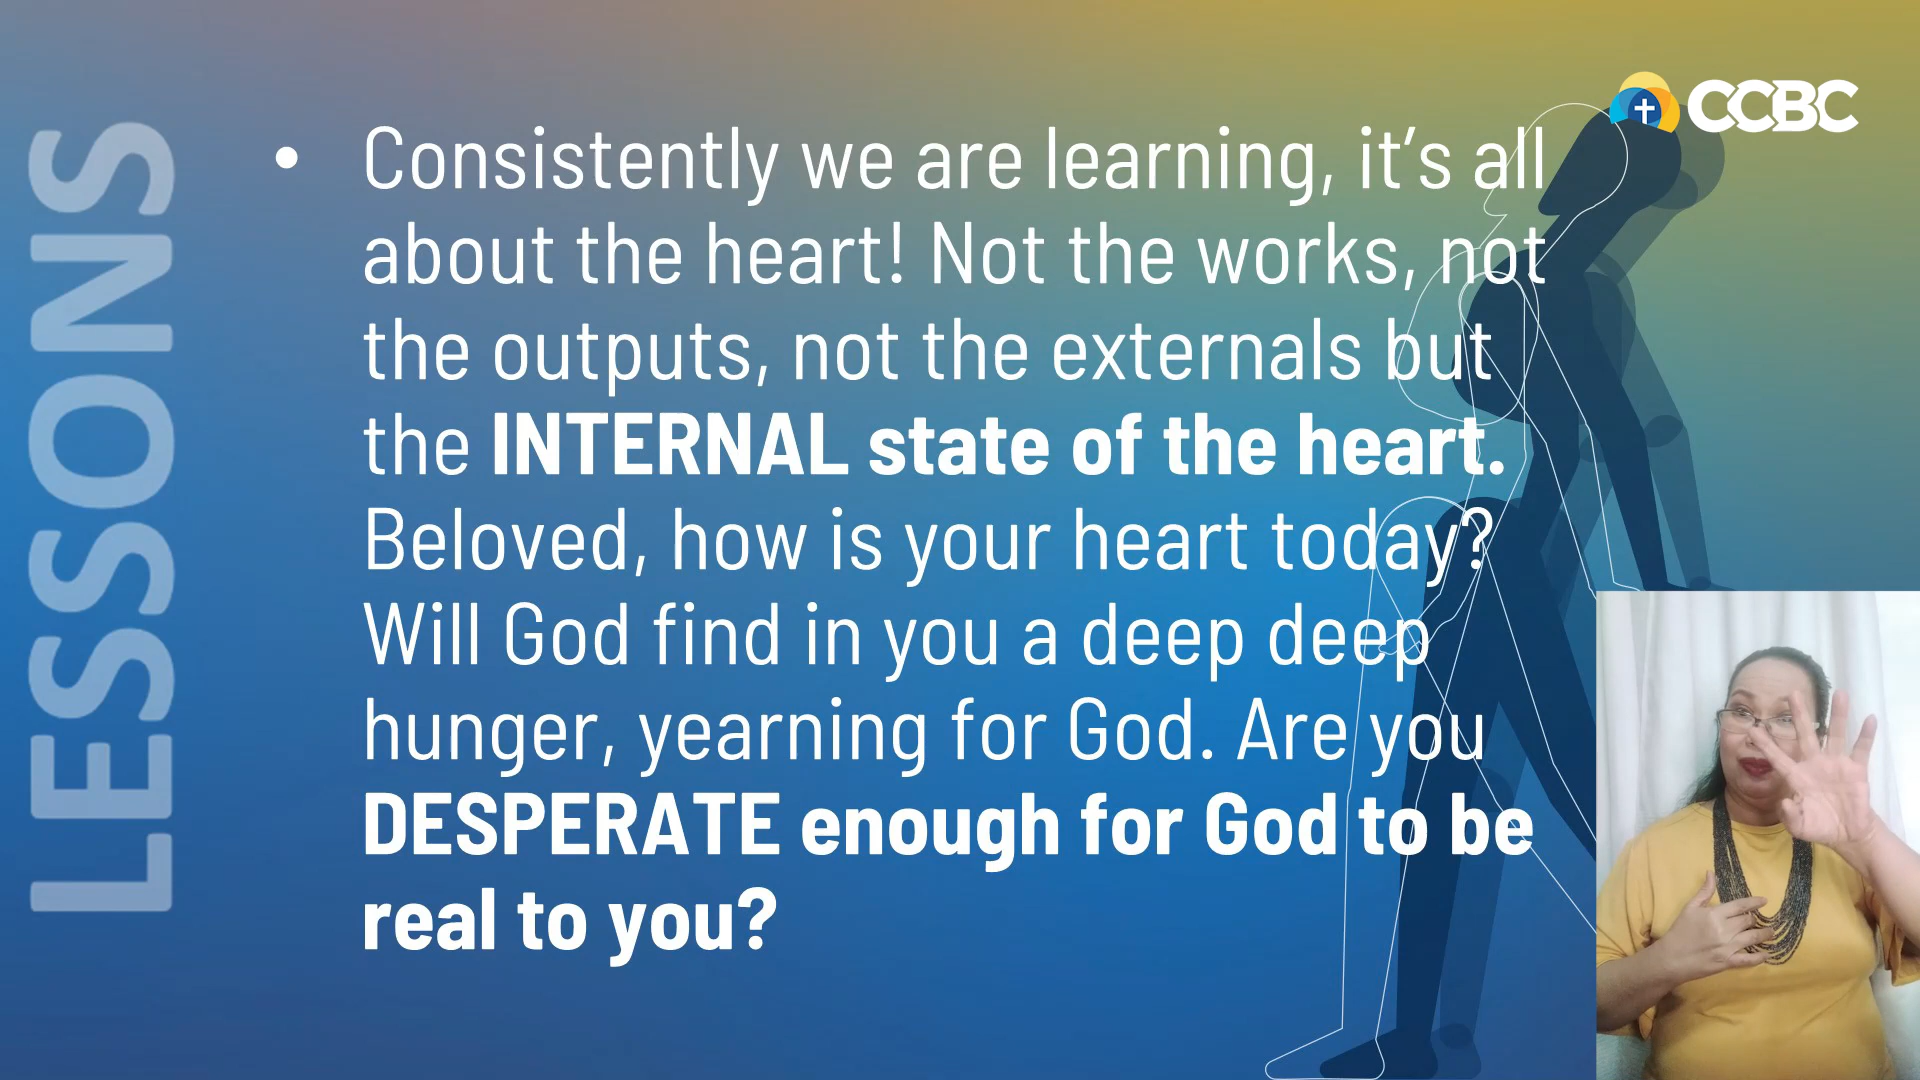 LESSONS
CCBC
• Consistently we are learning, it’s all
about the heart! Not the works, not
the outputs, not the externals but
the INTERNAL state of the heart.
Beloved, how is your heart today?
Will God find in you a deep deep
hunger, yearning for God. Are you
DESPERATE enough for God to be
real to you?